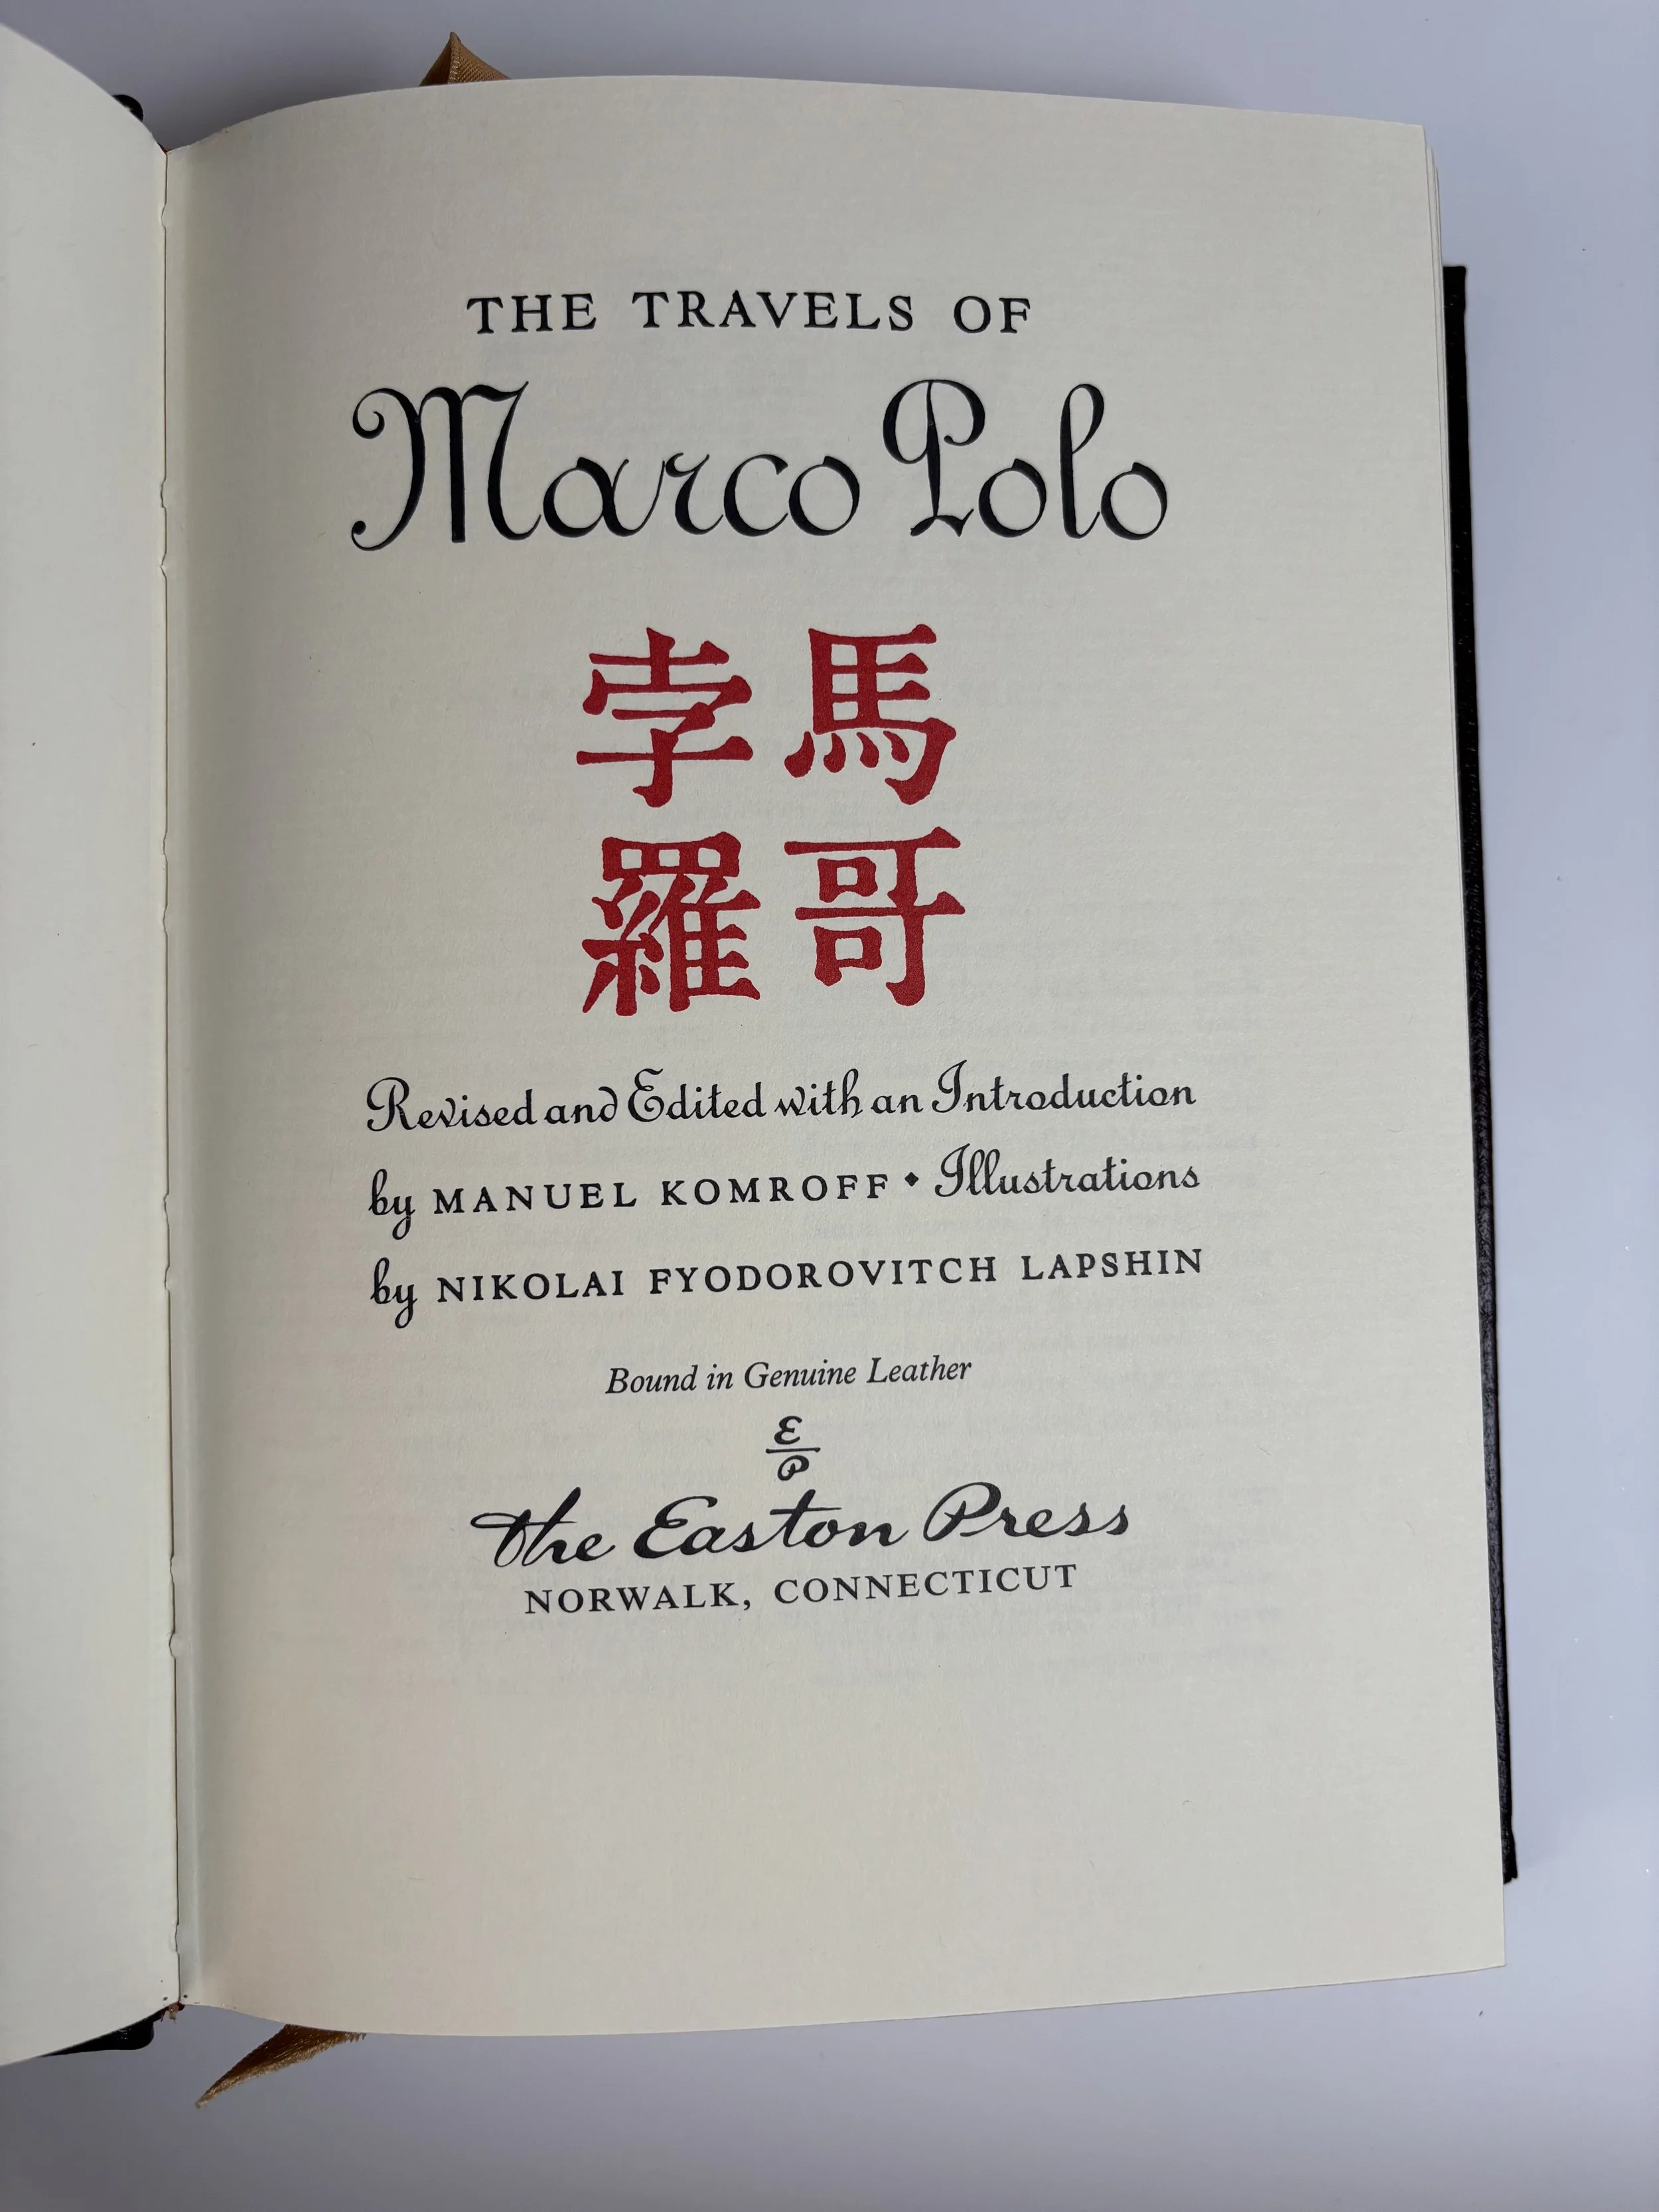 THE TRAVELS OF
Marco Polo
馬哥
孛羅
Revised and Edited with an Introduction
by MANUEL KOMROFF ◆ Illustrations
by NIKOLAI FYODOROVITCH LAPSHIN
Bound in Genuine Leather
E
P
The Easton Press
NORWALK, CONNECTICUT